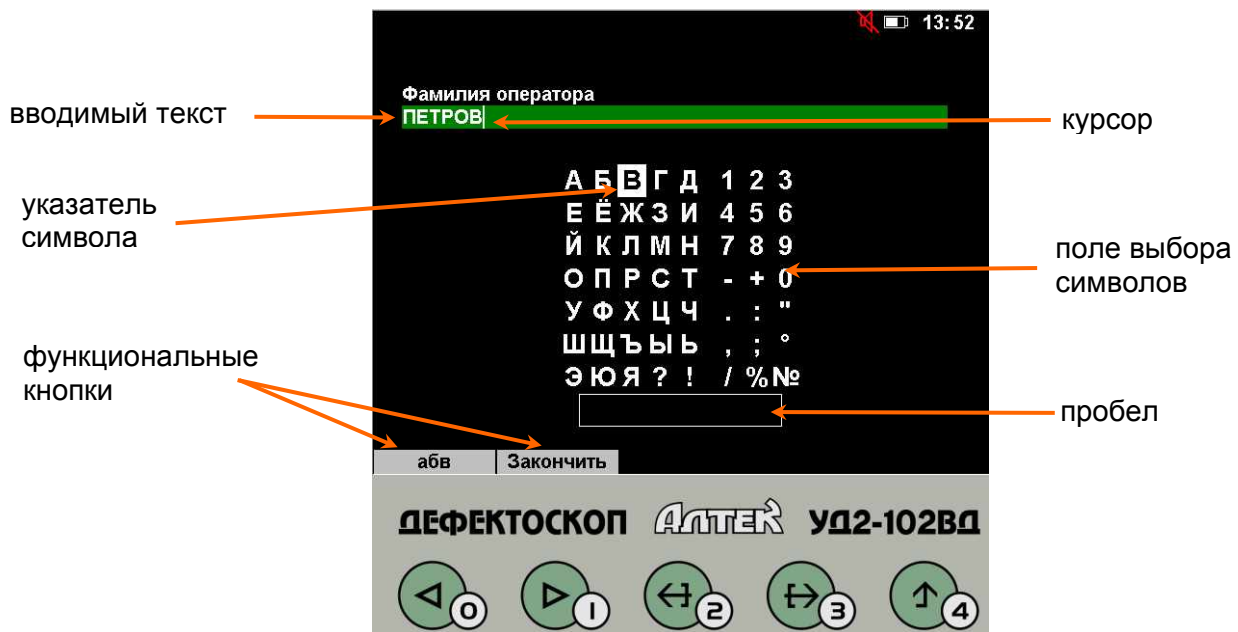 13:52
Фамилия оператора
ПЕТРОВ
вводимый текст
курсор
указатель
символа
А Б В Г Д 1 2 3
Е Ё Ж З И 4 5 6
Й К Л М Н 7 8 9
О П Р С Т - + 0
У Ф Х Ц Ч . : "
Ш Щ Ъ Ы Ь , ; °
Э Ю Я ? ! / % №
поле выбора
символов
функциональные
кнопки
пробел
абв Закончить
ДЕФЕКТОСКОП АЛТЕК УД2-102ВД
0 1 2 3 4